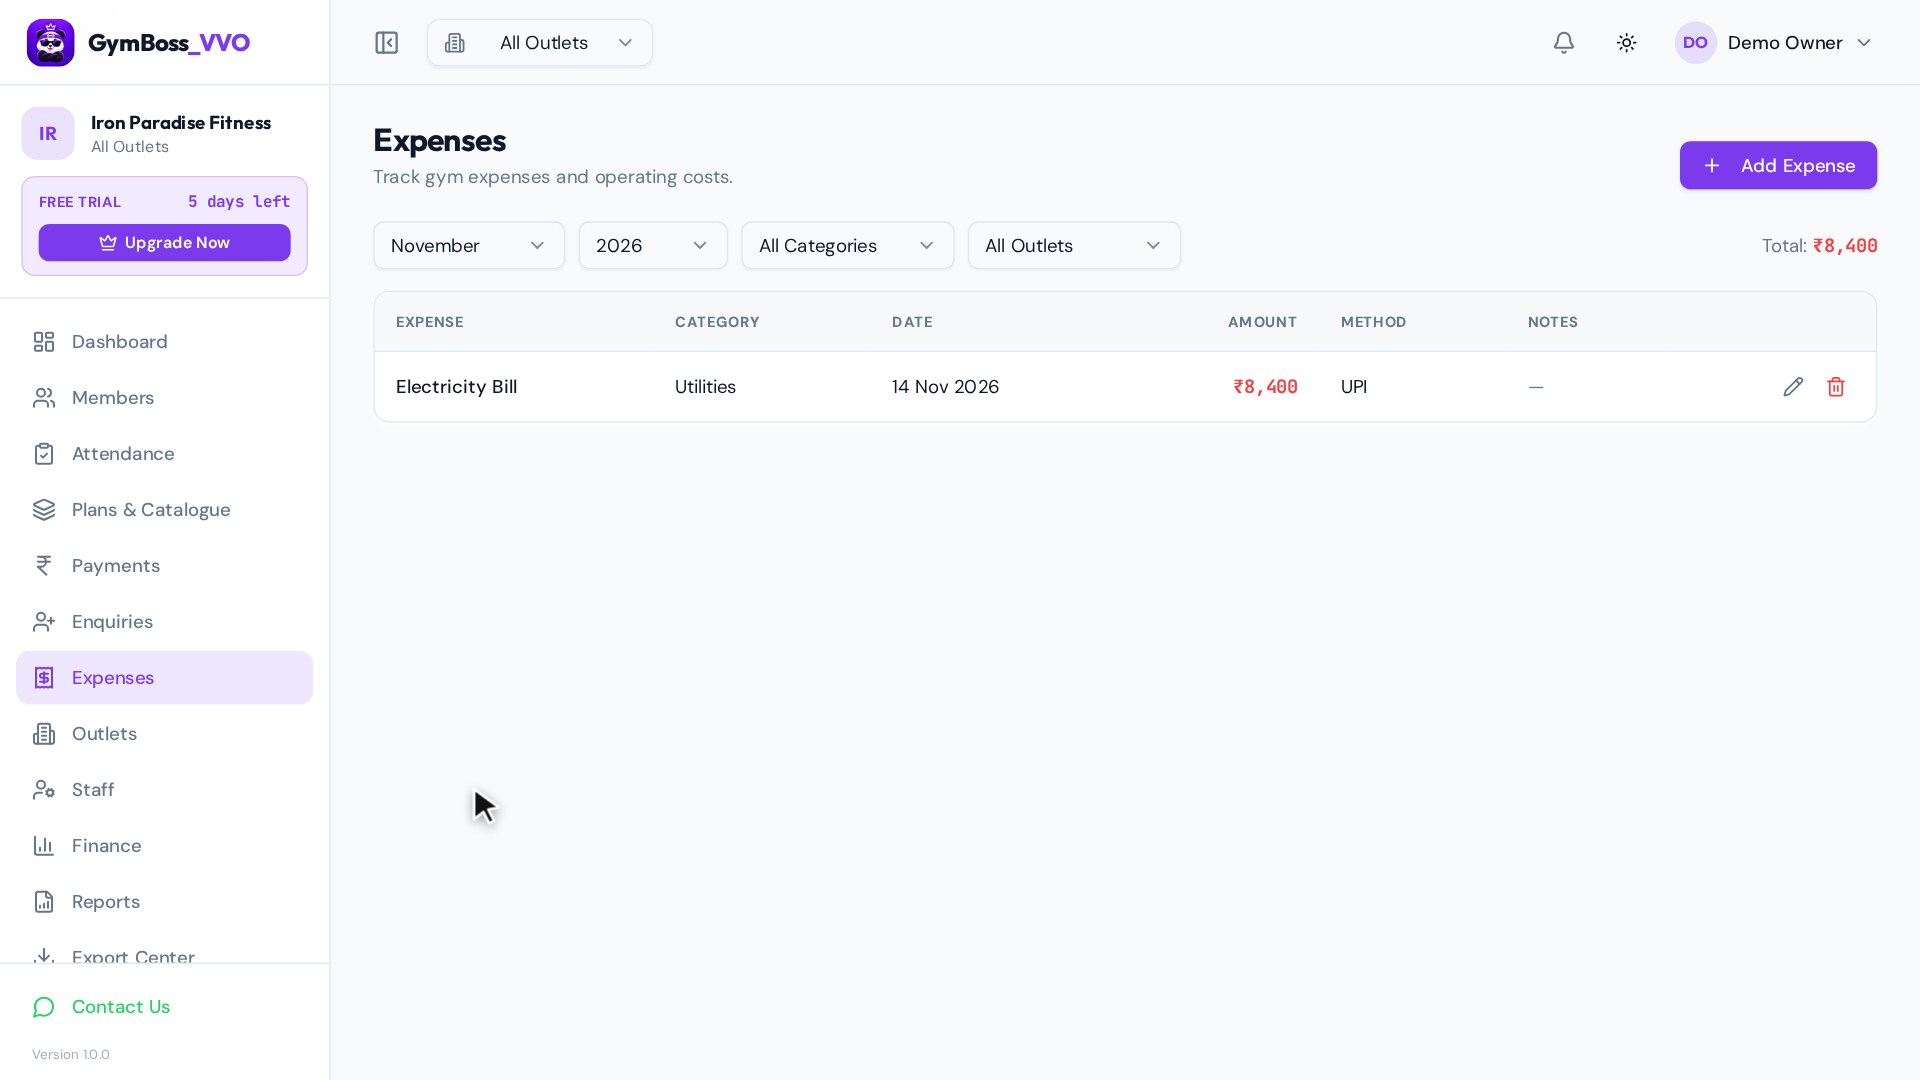 GymBoss_VVO
All Outlets
DO
Demo Owner
IR
Iron Paradise Fitness
All Outlets
FREE TRIAL
5 days left
Upgrade Now
Dashboard
Members
Attendance
Plans & Catalogue
Payments
Enquiries
Expenses
Outlets
Staff
Finance
Reports
Export Center
Contact Us
Version 1.0.0
Expenses
Track gym expenses and operating costs.
Add Expense
November
2026
All Categories
All Outlets
Total: ₹8,400
EXPENSE CATEGORY DATE AMOUNT METHOD NOTES
Electricity Bill Utilities 14 Nov 2026 ₹8,400 UPI —